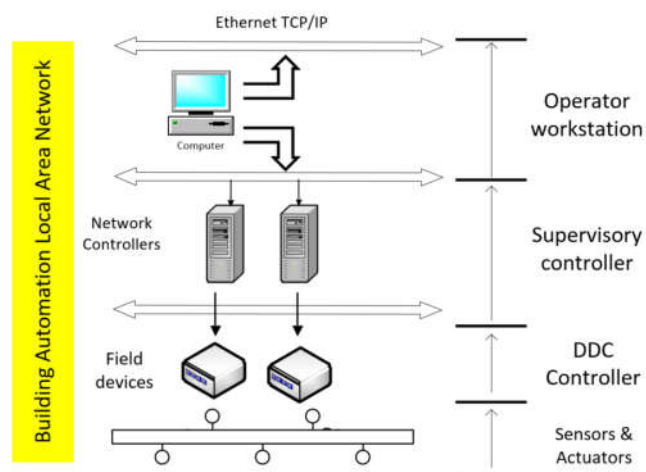 Ethernet TCP/IP
Building Automation Local Area Network
Computer
Operator
workstation
Network
Controllers
Supervisory
controller
Field
devices
DDC
Controller
Sensors &
Actuators